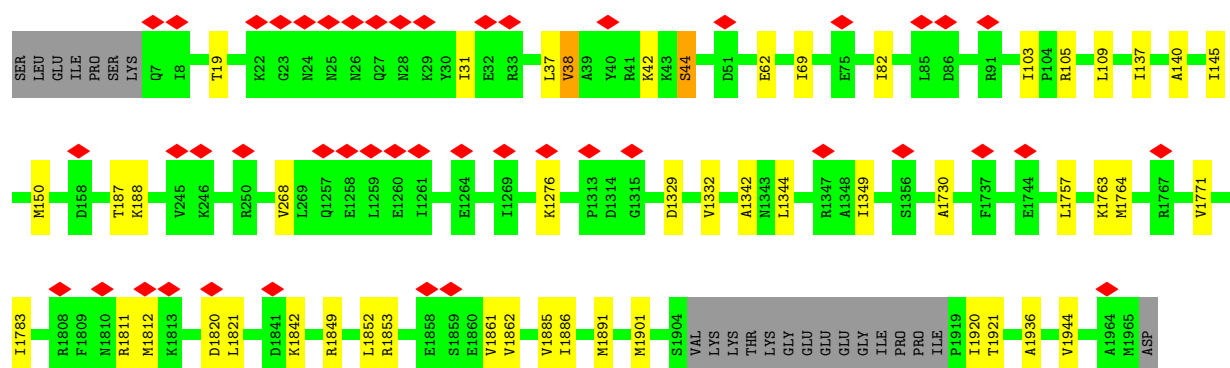 SER LEU GLU ILE PRO SER LYS Q7 I8 T19 K22 G23 N24 N25 N26 Q27 N28 K29 Y30 I31 E32 R33 L37 V38 A39 Y40 R41 K42 K43 S44 D51 E62 I69 E75 I82 L85 D86 R91 I103 P104 R105 L109 I137 A140 I145
M150 D158 T187 K188 V245 K246 R250 V268 L269 Q1257 E1258 L1259 E1260 I1261 E1264 I1269 K1276 P1313 D1314 G1315 D1329 V1332 A1342 N1343 L1344 R1347 A1348 I1349 S1356 A1730 F1737 E1744 L1757 K1763 M1764 R1767 V1771
I1783 R1808 F1809 N1810 R1811 M1812 K1813 D1820 L1821 D1841 K1842 R1849 L1852 R1853 E1858 S1859 E1860 V1861 V1862 V1885 I1886 M1891 M1901 S1904 VAL LYS LYS THR LYS GLY GLU GLU GLU GLY ILE PRO PRO ILE P1919 I1920 T1921 A1936 V1944 A1964 M1965 ASP